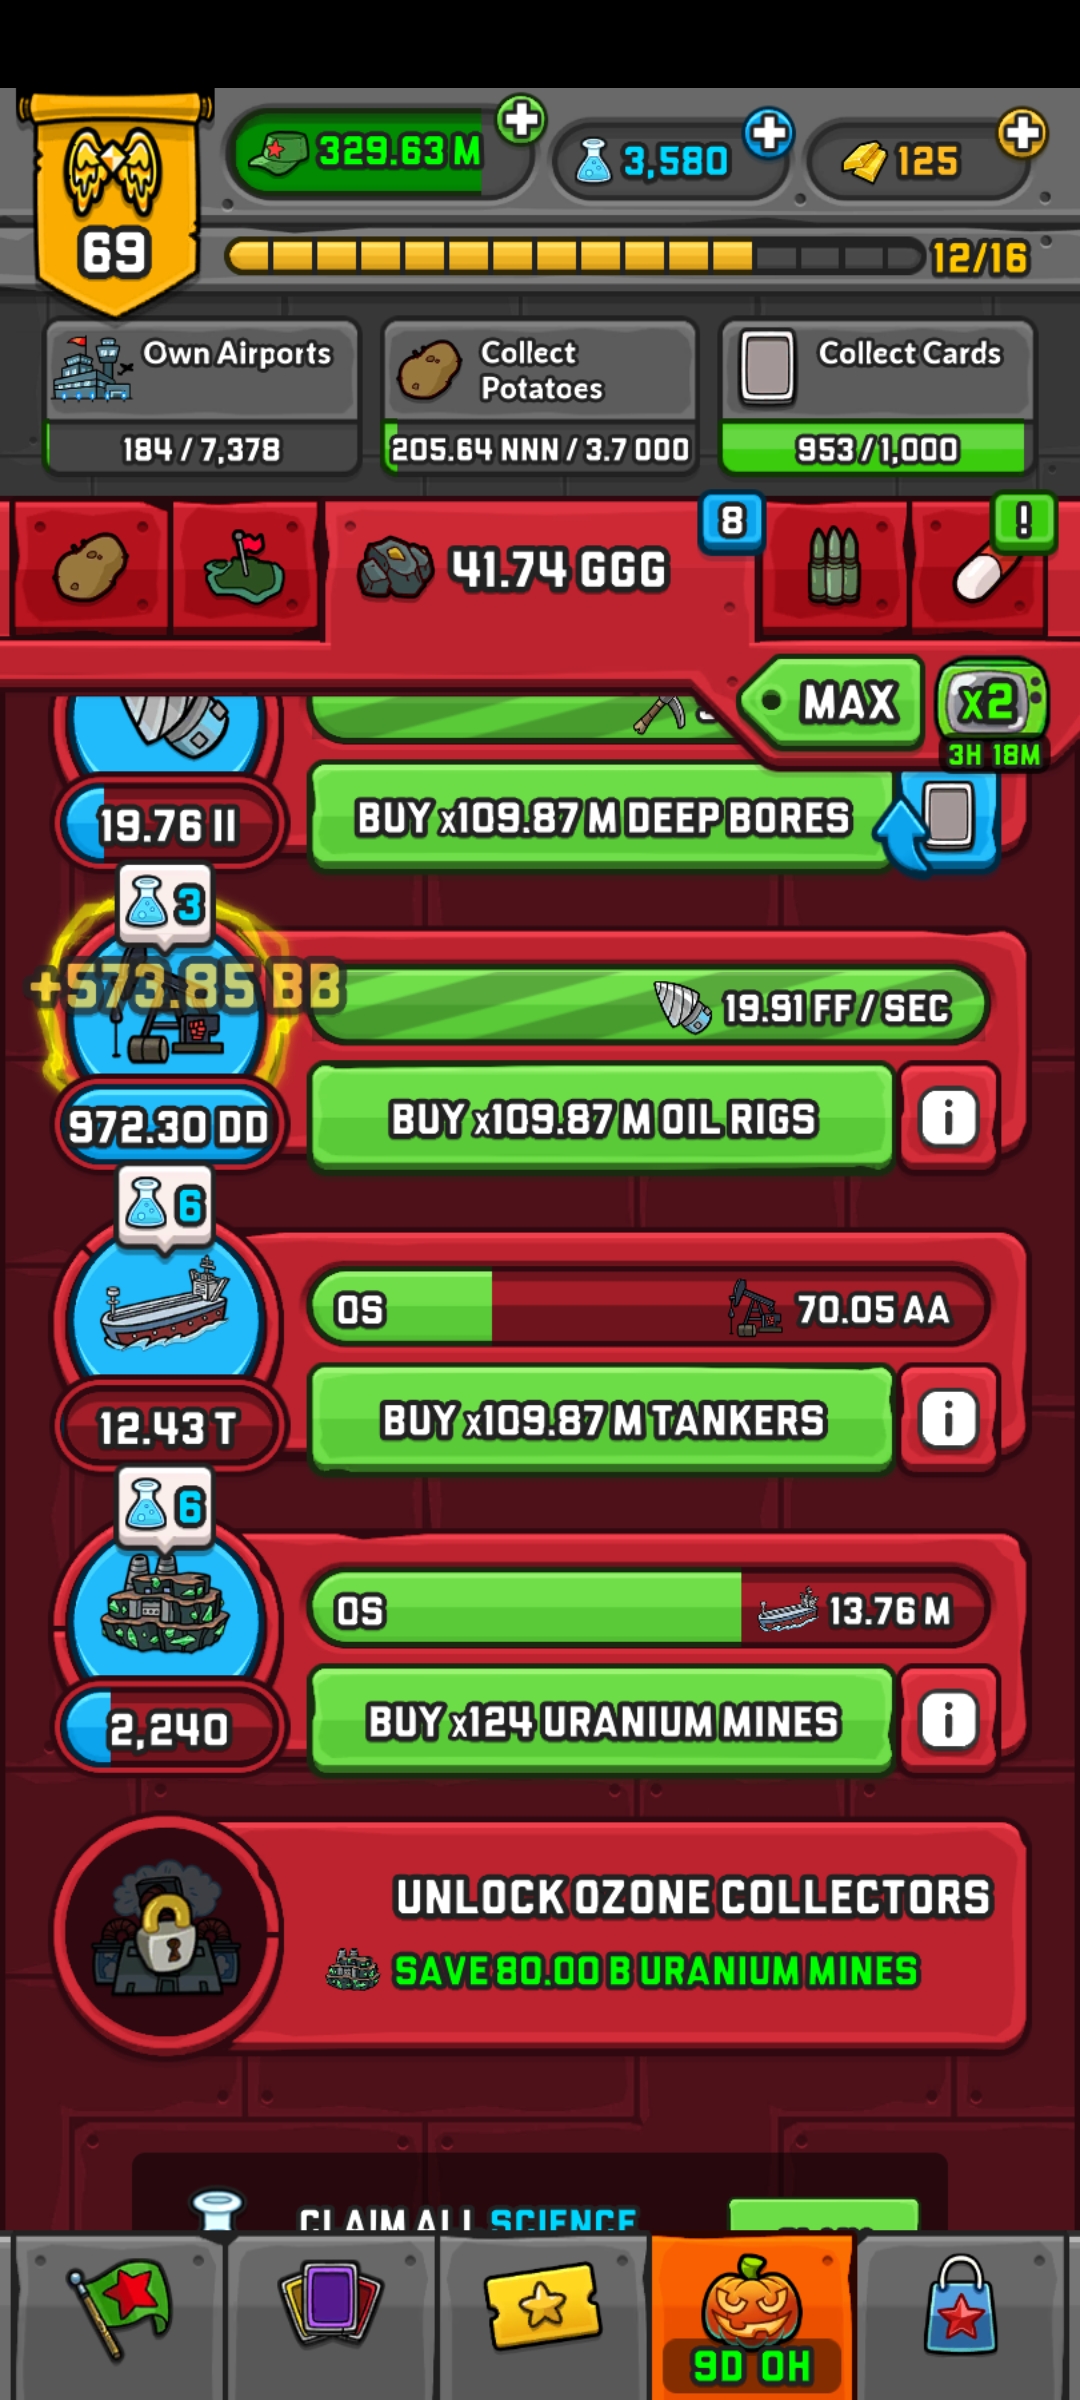 329.63 M
3,580
125
69
12/16
Own Airports
184 / 7,378
Collect
Potatoes
205.64 NNN / 3.7 OOO
Collect Cards
953 / 1,000
41.74 GGG
8
!
MAX
x2
3H 18M
19.76 II
BUY x109.87 M DEEP BORES
3
+573.85 BB
19.91 FF / SEC
972.30 DD
BUY x109.87 M OIL RIGS
i
6
0S
70.05 AA
12.43 T
BUY x109.87 M TANKERS
i
6
0S
13.76 M
2,240
BUY x124 URANIUM MINES
i
UNLOCK OZONE COLLECTORS
SAVE 80.00 B URANIUM MINES
CLAIM ALL SCIENCE
9D 0H